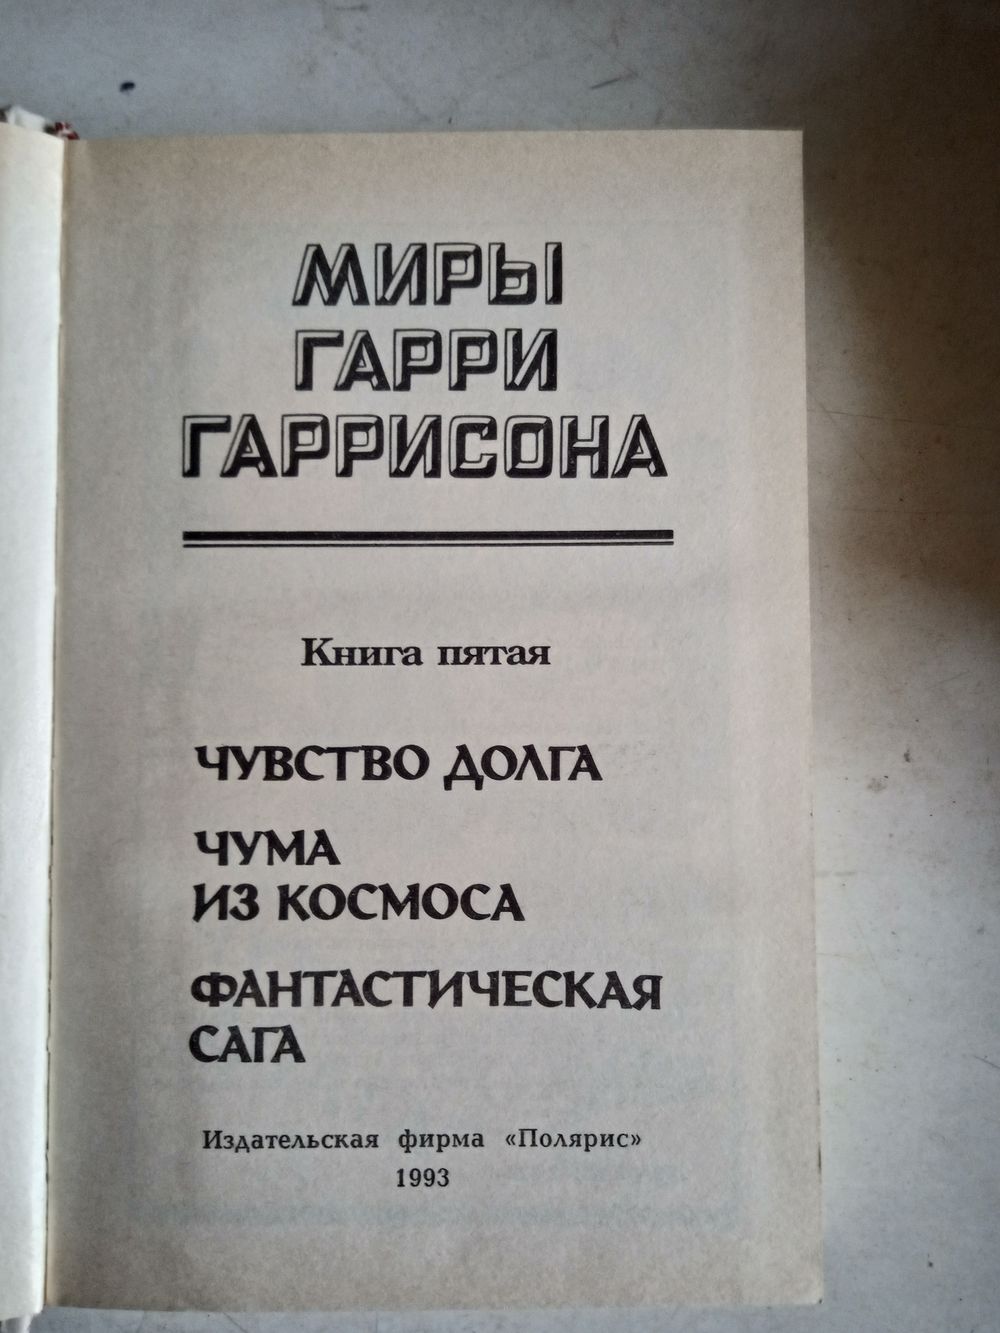 МИРЫ
ГАРРИ
ГАРРИСОНА
Книга пятая
ЧУВСТВО ДОЛГА
ЧУМА
ИЗ КОСМОСА
ФАНТАСТИЧЕСКАЯ
САГА
Издательская фирма «Полярис»
1993